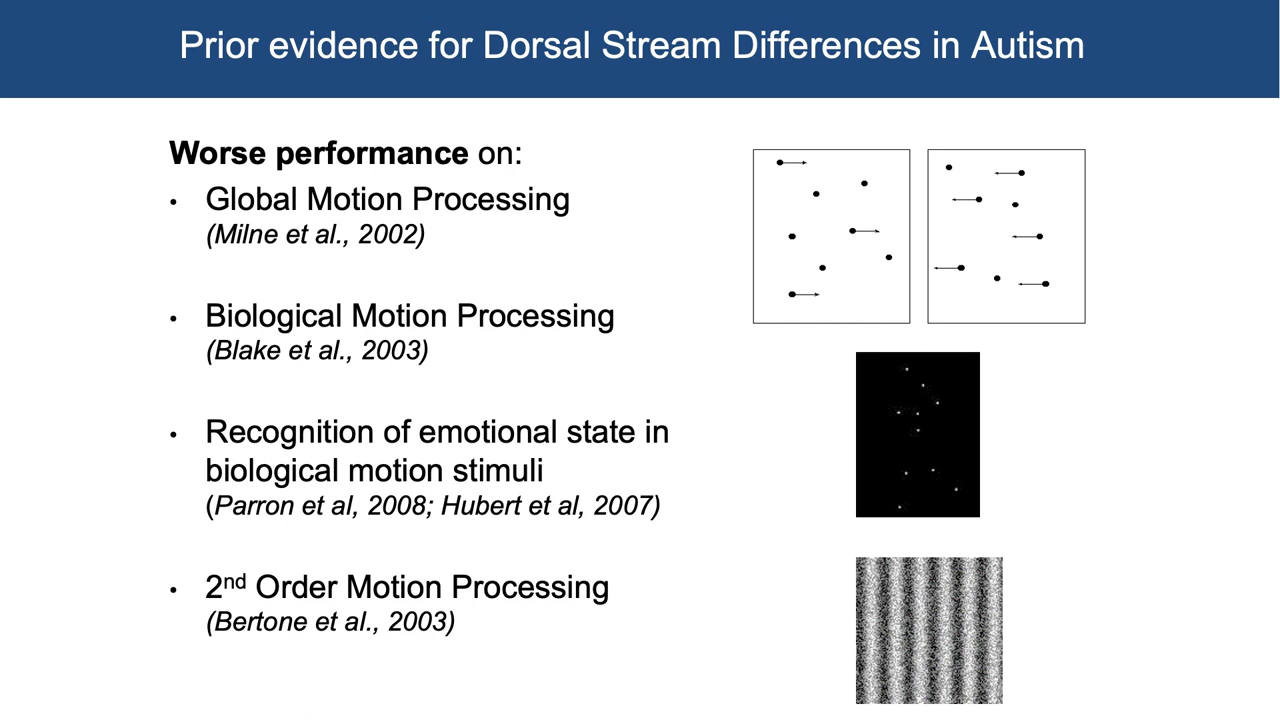 Prior evidence for Dorsal Stream Differences in Autism
Worse performance on:
• Global Motion Processing
(Milne et al., 2002)
• Biological Motion Processing
(Blake et al., 2003)
• Recognition of emotional state in
biological motion stimuli
(Parron et al, 2008; Hubert et al, 2007)
• 2nd Order Motion Processing
(Bertone et al., 2003)